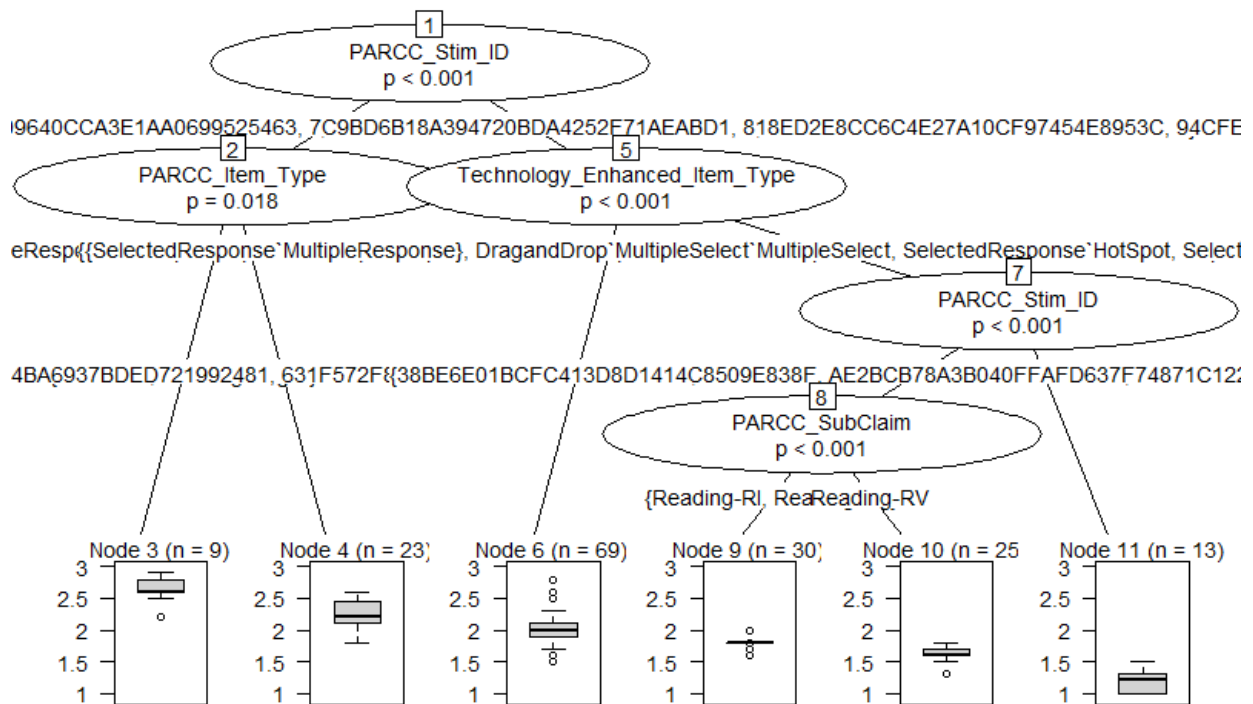 1
PARCC_Stim_ID
p < 0.001
09640CCA3E1AA0699525463, 7C9BD6B18A394720BDA4252F71AEABD1, 818ED2E8CC6C4E27A10CF97454E8953C, 94CFE
2
PARCC_Item_Type
p = 0.018
5
Technology_Enhanced_Item_Type
p < 0.001
{{SelectedResponse`MultipleResponse}, DragandDrop`MultipleSelect`MultipleSelect, SelectedResponse`HotSpot, Select
7
PARCC_Stim_ID
p < 0.001
4BA6937BDED721992481, 631F572F {{38BE6E01BCFC413D8D1414C8509E838F, AE2BCB78A3B040FFAFD637F74871C122
8
PARCC_SubClaim
p < 0.001
{Reading-RI, Rea Reading-RV
Node 3 (n = 9) Node 4 (n = 23) Node 6 (n = 69) Node 9 (n = 30) Node 10 (n = 25 Node 11 (n = 13)
3 3 3 3 3 3
2.5 2.5 2.5 2.5 2.5 2.5
2 2 2 2 2 2
1.5 1.5 1.5 1.5 1.5 1.5
1 1 1 1 1 1